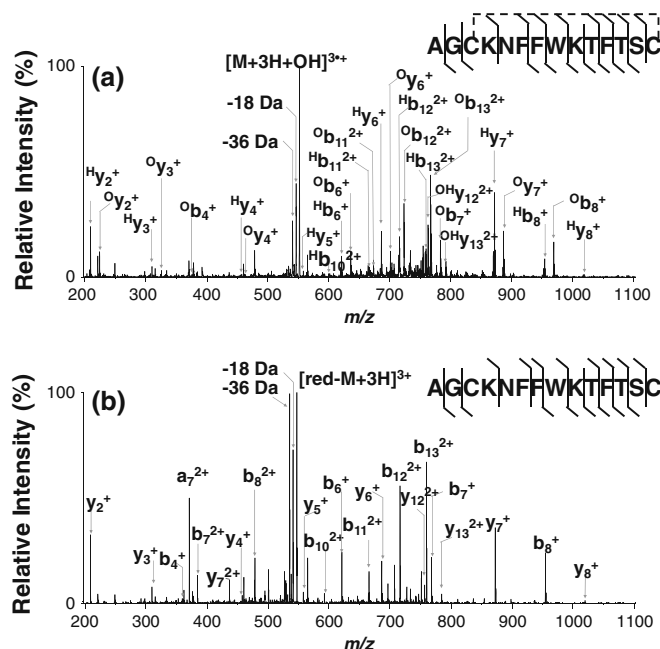 (a)
AGCKNFFWKTFTSC
[M+3H+OH]³•⁺
-18 Da
-36 Da
ᴴy₂⁺
ᴼy₂⁺
ᴴy₃⁺
ᴼy₃⁺
ᴼb₄⁺
ᴴy₄⁺
ᴼy₄⁺
ᴴy₅⁺
ᴴb₁₀²⁺
ᴴb₆⁺
ᴼb₆⁺
ᴴb₁₁²⁺
ᴼb₁₁²⁺
ᴴy₆⁺
ᴼy₆⁺
ᴴb₁₂²⁺
ᴼb₁₂²⁺
ᴴb₁₃²⁺
ᴼb₁₃²⁺
ᴼᴴy₁₂²⁺
ᴼb₇⁺
ᴼᴴy₁₃²⁺
ᴴy₇⁺
ᴼy₇⁺
ᴴb₈⁺
ᴼb₈⁺
ᴴy₈⁺
Relative Intensity (%)
100
0
200 300 400 500 600 700 800 900 1000 1100
m/z
(b)
AGCKNFFWKTFTSC
-18 Da
-36 Da
[red-M+3H]³⁺
y₂⁺
y₃⁺
b₄⁺
a₇²⁺
b₇²⁺
y₇²⁺
y₄⁺
b₈²⁺
y₅⁺
b₁₀²⁺
b₆⁺
b₁₁²⁺
y₆⁺
b₁₂²⁺
y₁₂²⁺
b₁₃²⁺
b₇⁺
y₁₃²⁺
y₇⁺
b₈⁺
y₈⁺
Relative Intensity (%)
100
0
200 300 400 500 600 700 800 900 1000 1100
m/z